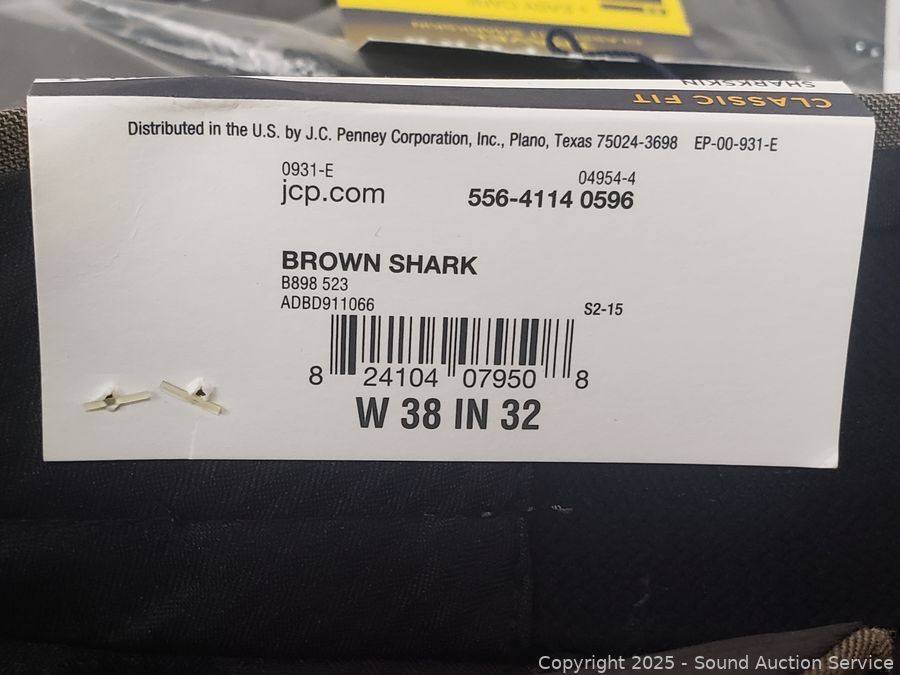 + EASY CARE
SHARKSKIN
CLASSIC FIT
Distributed in the U.S. by J.C. Penney Corporation, Inc., Plano, Texas 75024-3698 EP-00-931-E
0931-E
04954-4
jcp.com
556-4114 0596
BROWN SHARK
B898 523
ADBD911066
S2-15
8 24104 07950 8
W 38 IN 32
Copyright © 2025 - Sound Auction Service